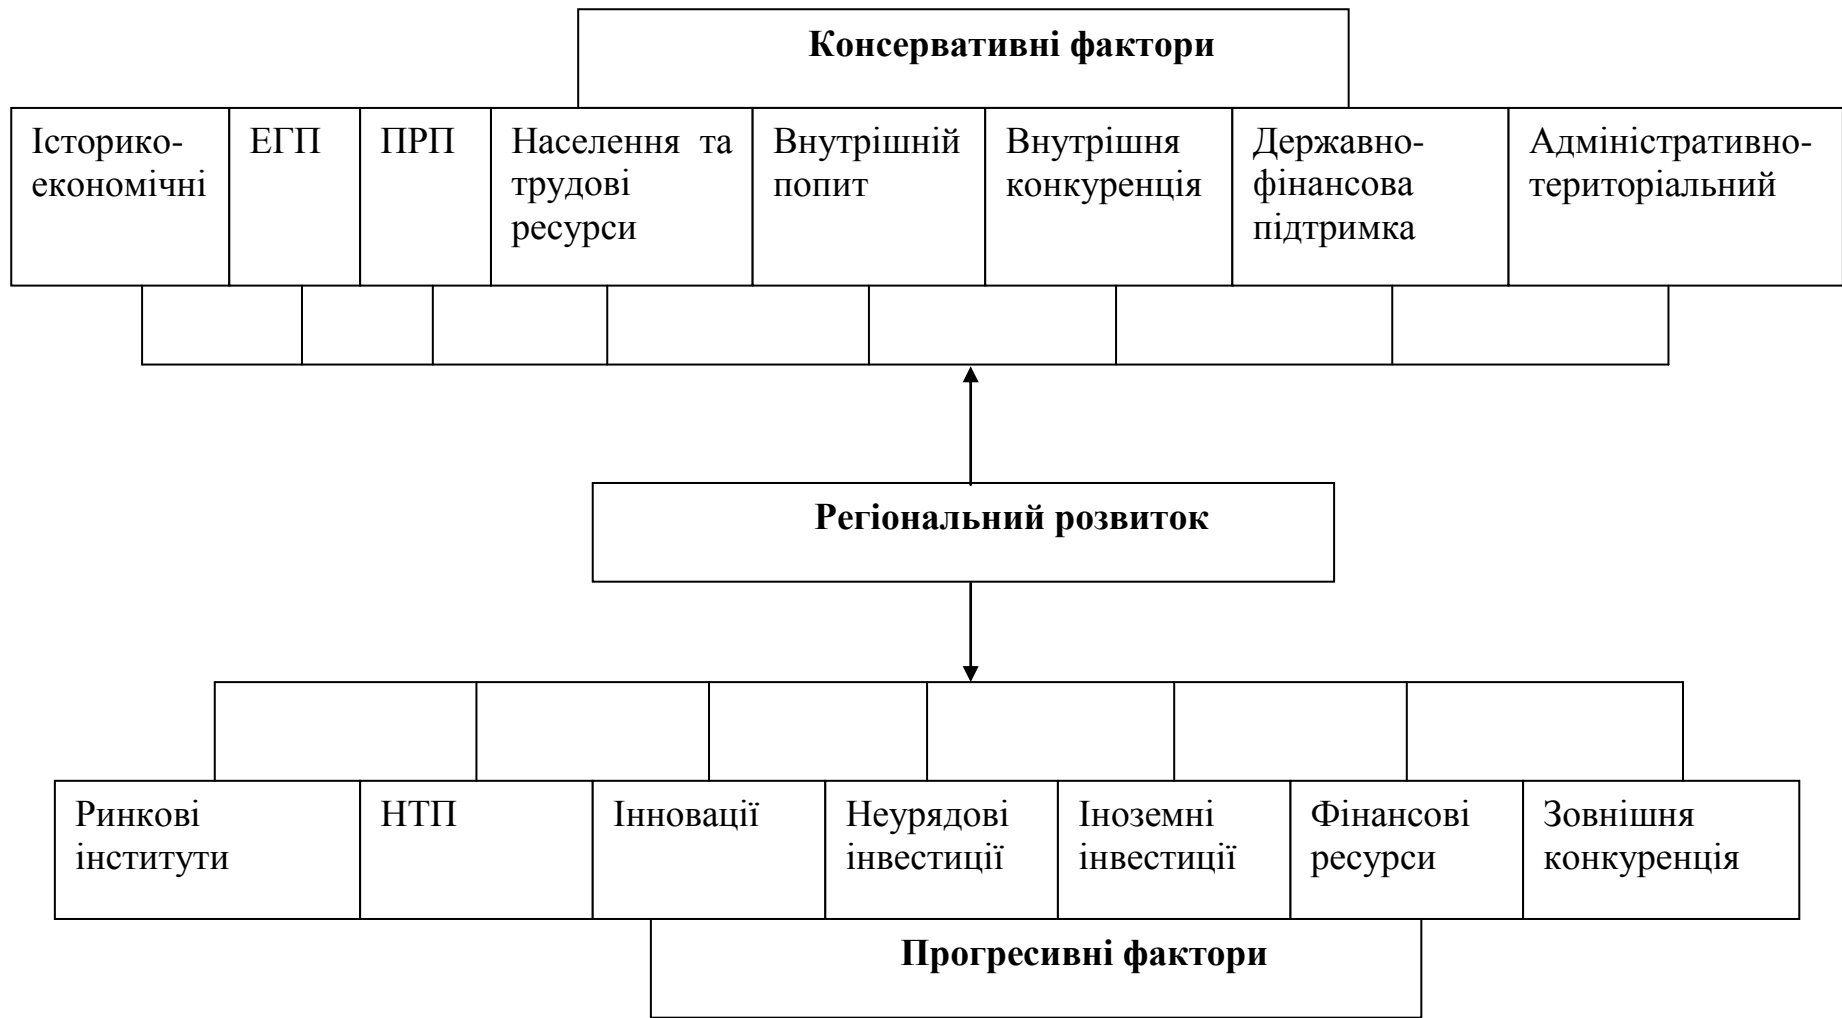 Консервативні фактори
Історико-
економічні
ЕГП
ПРП
Населення та
трудові
ресурси
Внутрішній
попит
Внутрішня
конкуренція
Державно-
фінансова
підтримка
Адміністративно-
територіальний
Регіональний розвиток
Ринкові
інститути
НТП
Інновації
Неурядові
інвестиції
Іноземні
інвестиції
Фінансові
ресурси
Зовнішня
конкуренція
Прогресивні фактори